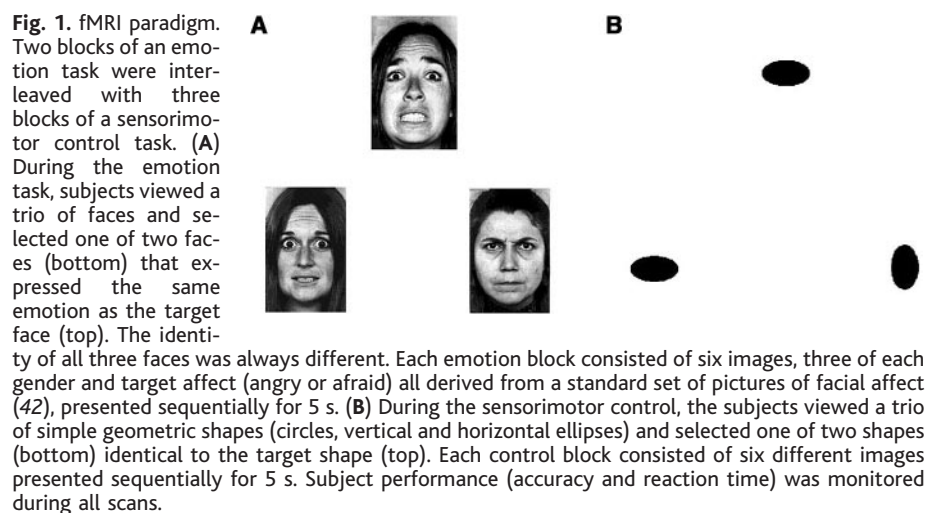 Fig. 1. fMRI paradigm.
Two blocks of an emo-
tion task were inter-
leaved with three
blocks of a sensorimo-
tor control task. (A)
During the emotion
task, subjects viewed a
trio of faces and se-
lected one of two fac-
es (bottom) that ex-
pressed the same
emotion as the target
face (top). The identi-
ty of all three faces was always different. Each emotion block consisted of six images, three of each
gender and target affect (angry or afraid) all derived from a standard set of pictures of facial affect
(42), presented sequentially for 5 s. (B) During the sensorimotor control, the subjects viewed a trio
of simple geometric shapes (circles, vertical and horizontal ellipses) and selected one of two shapes
(bottom) identical to the target shape (top). Each control block consisted of six different images
presented sequentially for 5 s. Subject performance (accuracy and reaction time) was monitored
during all scans.
A
B